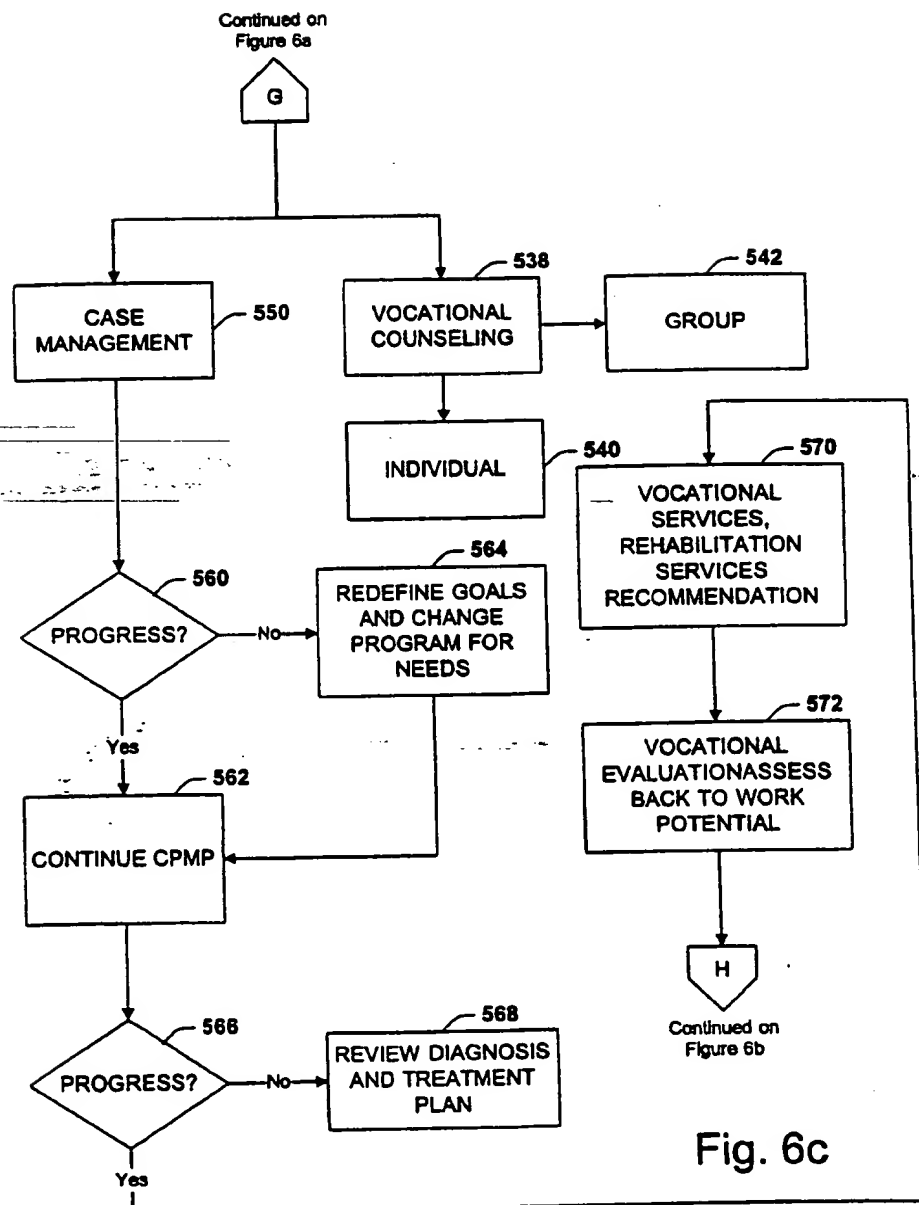 Continued on
Figure 6a
G
538
542
550
CASE
MANAGEMENT
VOCATIONAL
COUNSELING
GROUP
540
INDIVIDUAL
570
VOCATIONAL
SERVICES,
REHABILITATION
SERVICES
RECOMMENDATION
560
PROGRESS?
No
564
REDEFINE GOALS
AND CHANGE
PROGRAM FOR
NEEDS
572
VOCATIONAL
EVALUATIONASSESS
BACK TO WORK
POTENTIAL
Yes
562
CONTINUE CPMP
H
Continued on
Figure 6b
566
PROGRESS?
No
568
REVIEW DIAGNOSIS
AND TREATMENT
PLAN
Yes
Fig. 6c